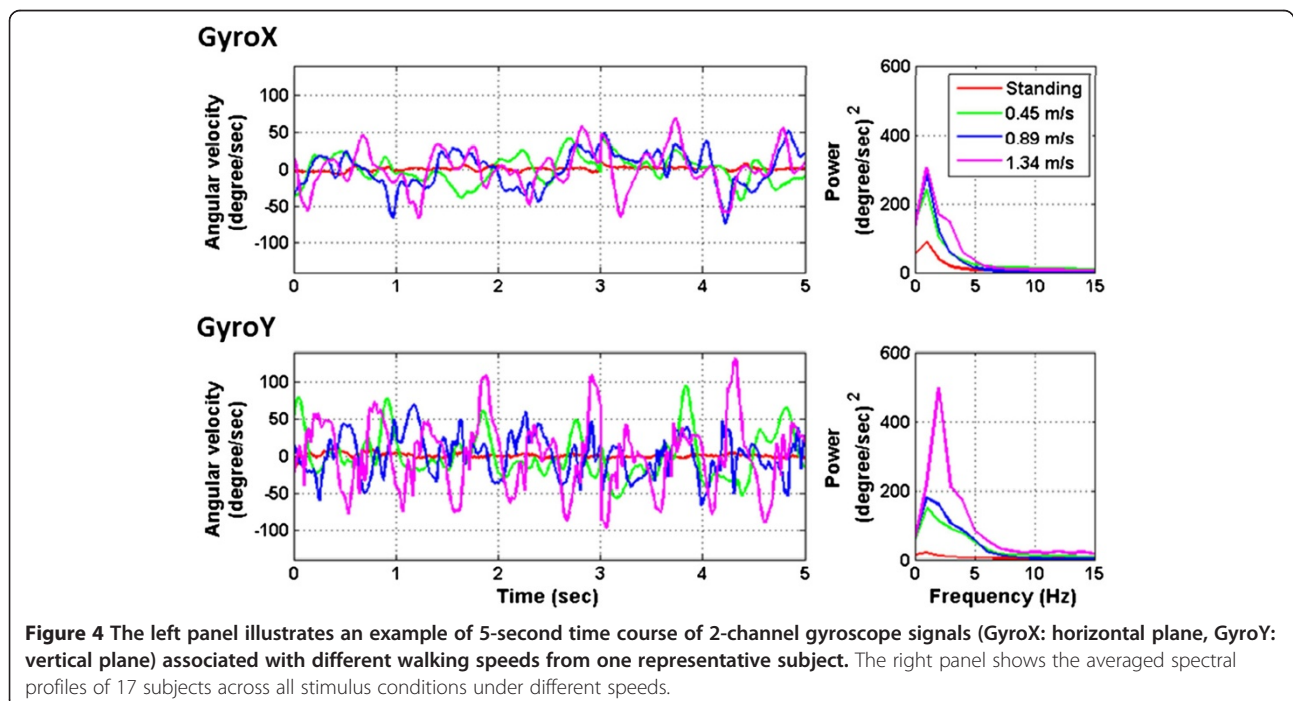 GyroX
Angular velocity
(degree/sec)
100
50
0
-50
-100
0 1 2 3 4 5
Power
(degree/sec)²
600
400
200
0
0 5 10 15
Standing
0.45 m/s
0.89 m/s
1.34 m/s
GyroY
Angular velocity
(degree/sec)
100
50
0
-50
-100
0 1 2 3 4 5
Time (sec)
Power
(degree/sec)²
600
400
200
0
0 5 10 15
Frequency (Hz)
Figure 4 The left panel illustrates an example of 5-second time course of 2-channel gyroscope signals (GyroX: horizontal plane, GyroY:
vertical plane) associated with different walking speeds from one representative subject. The right panel shows the averaged spectral
profiles of 17 subjects across all stimulus conditions under different speeds.